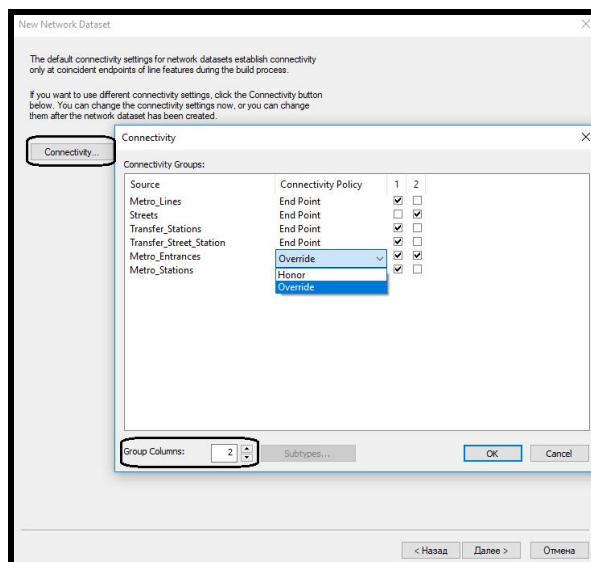 New Network Dataset
The default connectivity settings for network datasets establish connectivity
only at coincident endpoints of line features during the build process.
If you want to use different connectivity settings, click the Connectivity button
below. You can change the connectivity settings now, or you can change
them after the network dataset has been created.
Connectivity...
Connectivity
Connectivity Groups:
Source Connectivity Policy 1 2
Metro_Lines End Point
Streets End Point
Transfer_Stations End Point
Transfer_Street_Station End Point
Metro_Entrances Override
Metro_Stations Honor
Override
Group Columns: 2 Subtypes... OK Cancel
< Назад Далее > Отмена